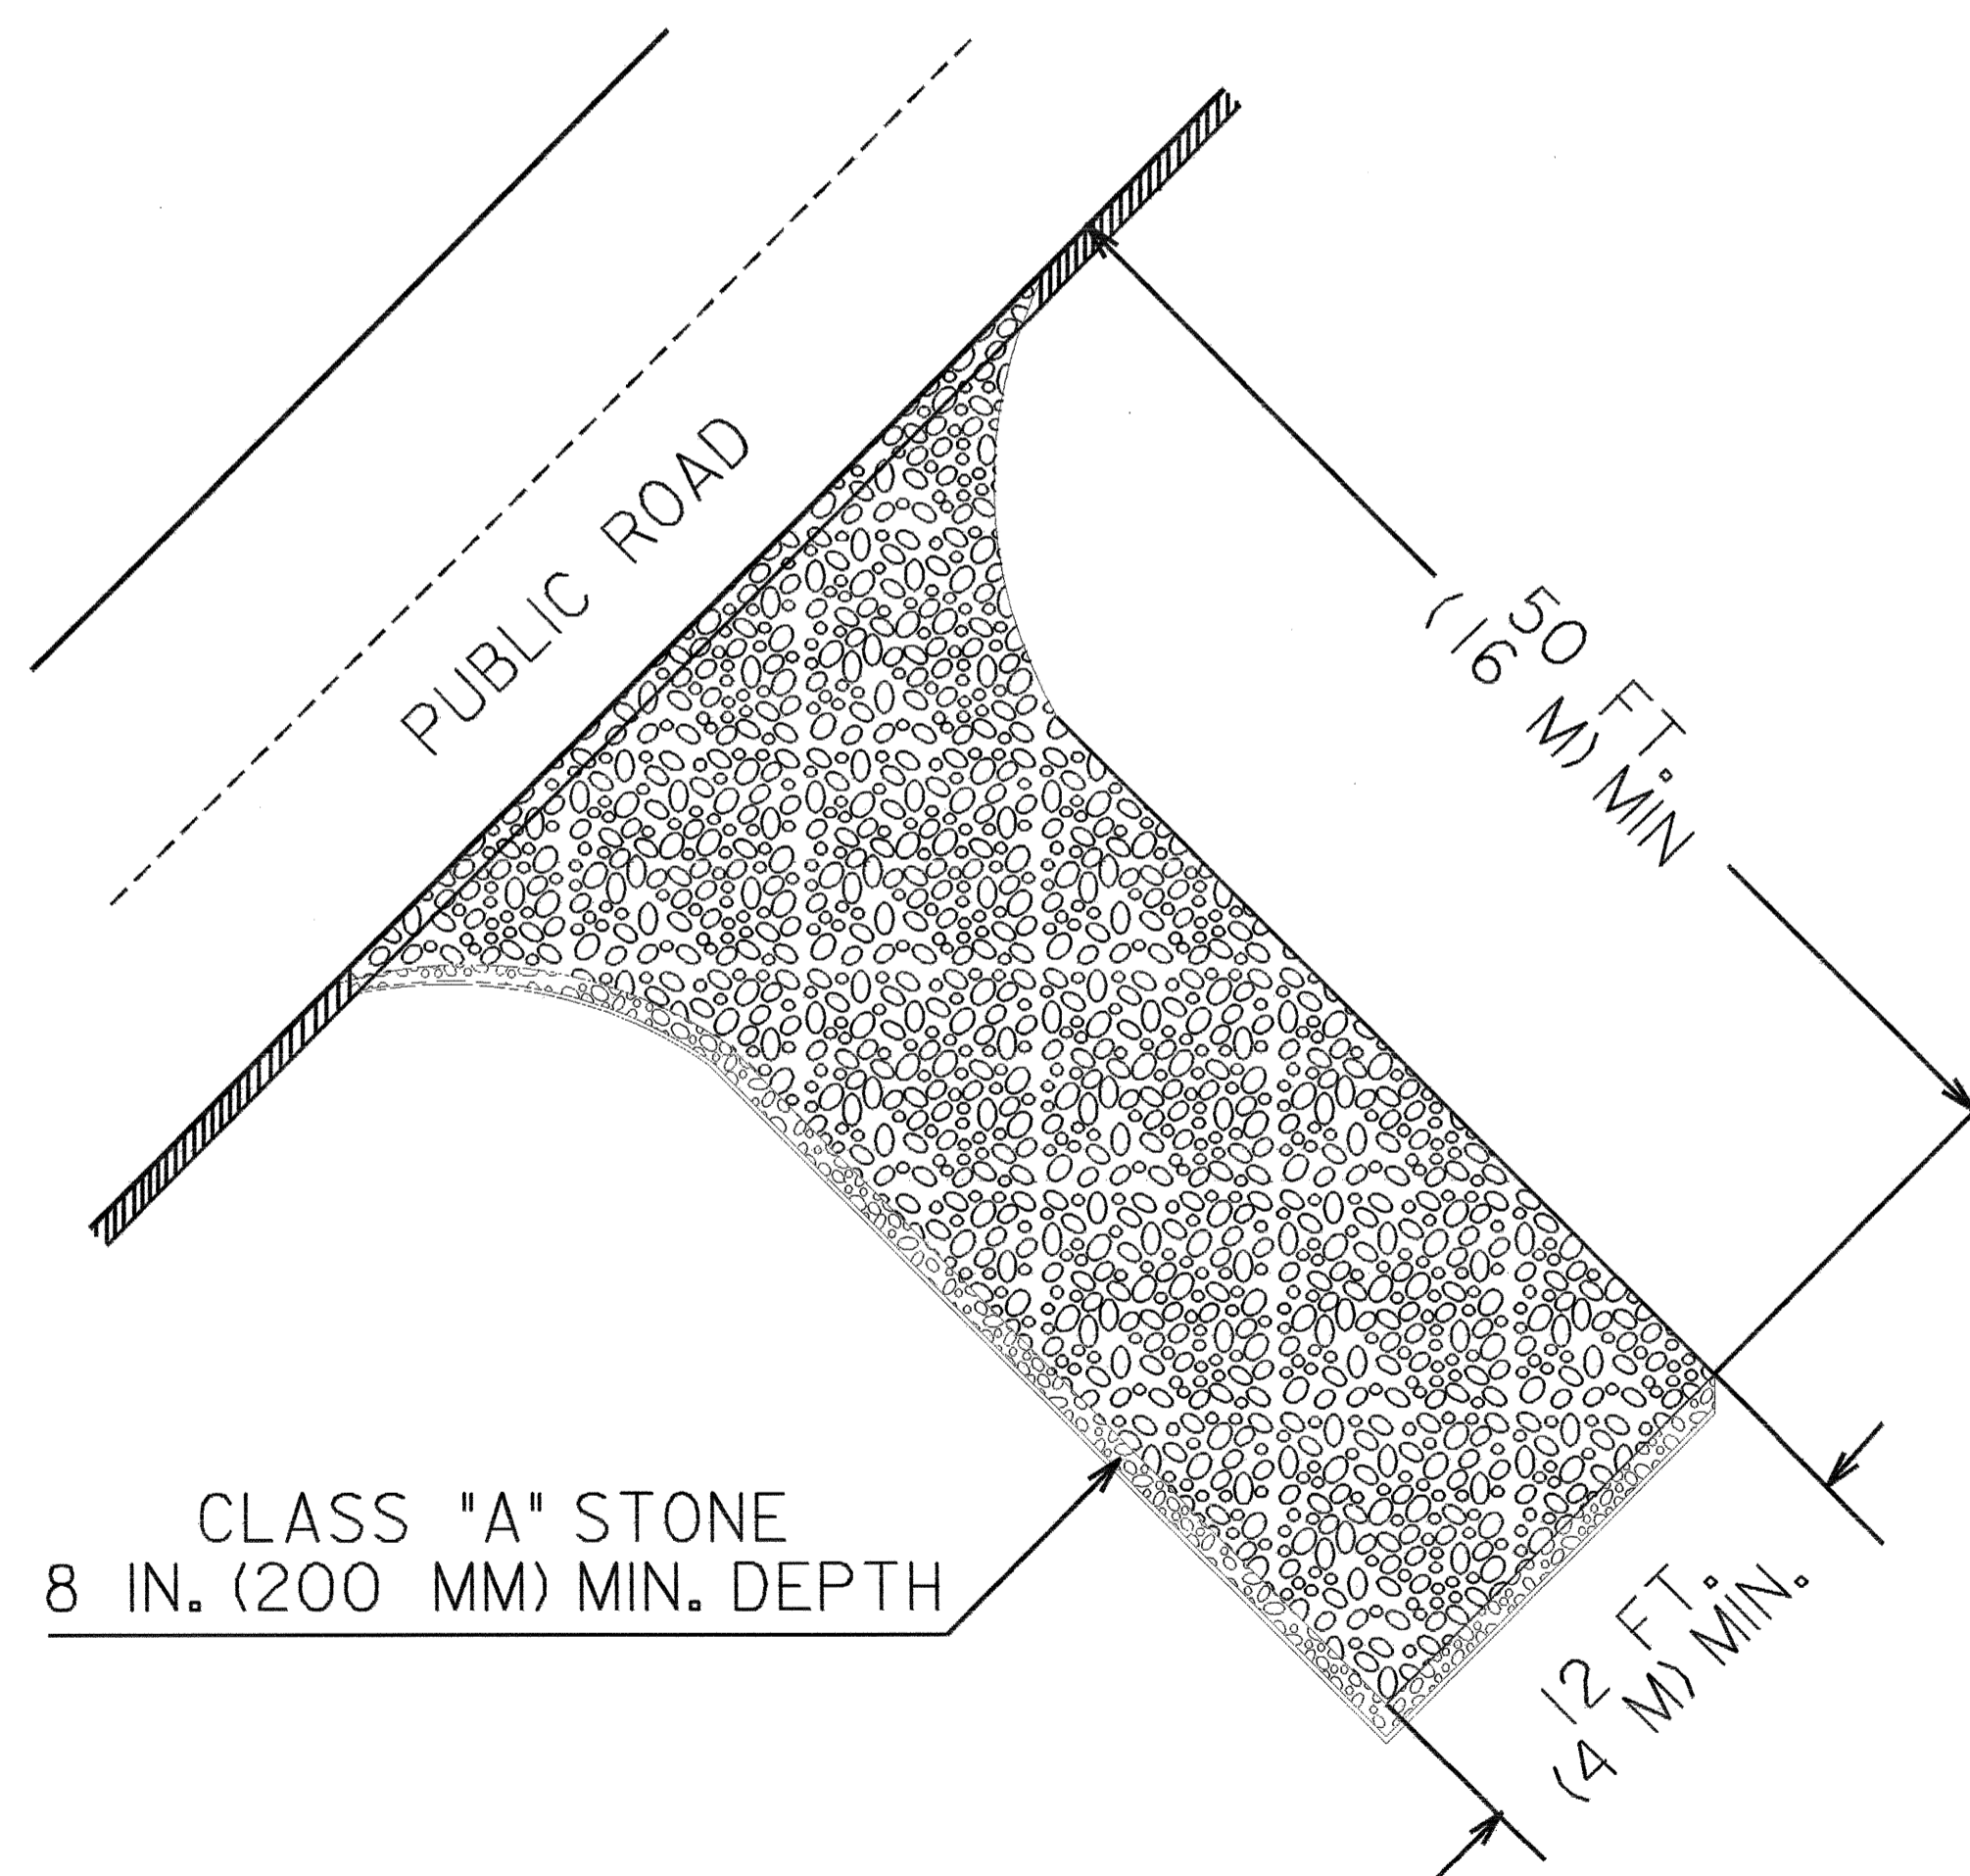 PUBLIC ROAD
50 FT.
(16 M) MIN
CLASS "A" STONE
8 IN. (200 MM) MIN. DEPTH
12 FT.
(4 M) MIN.